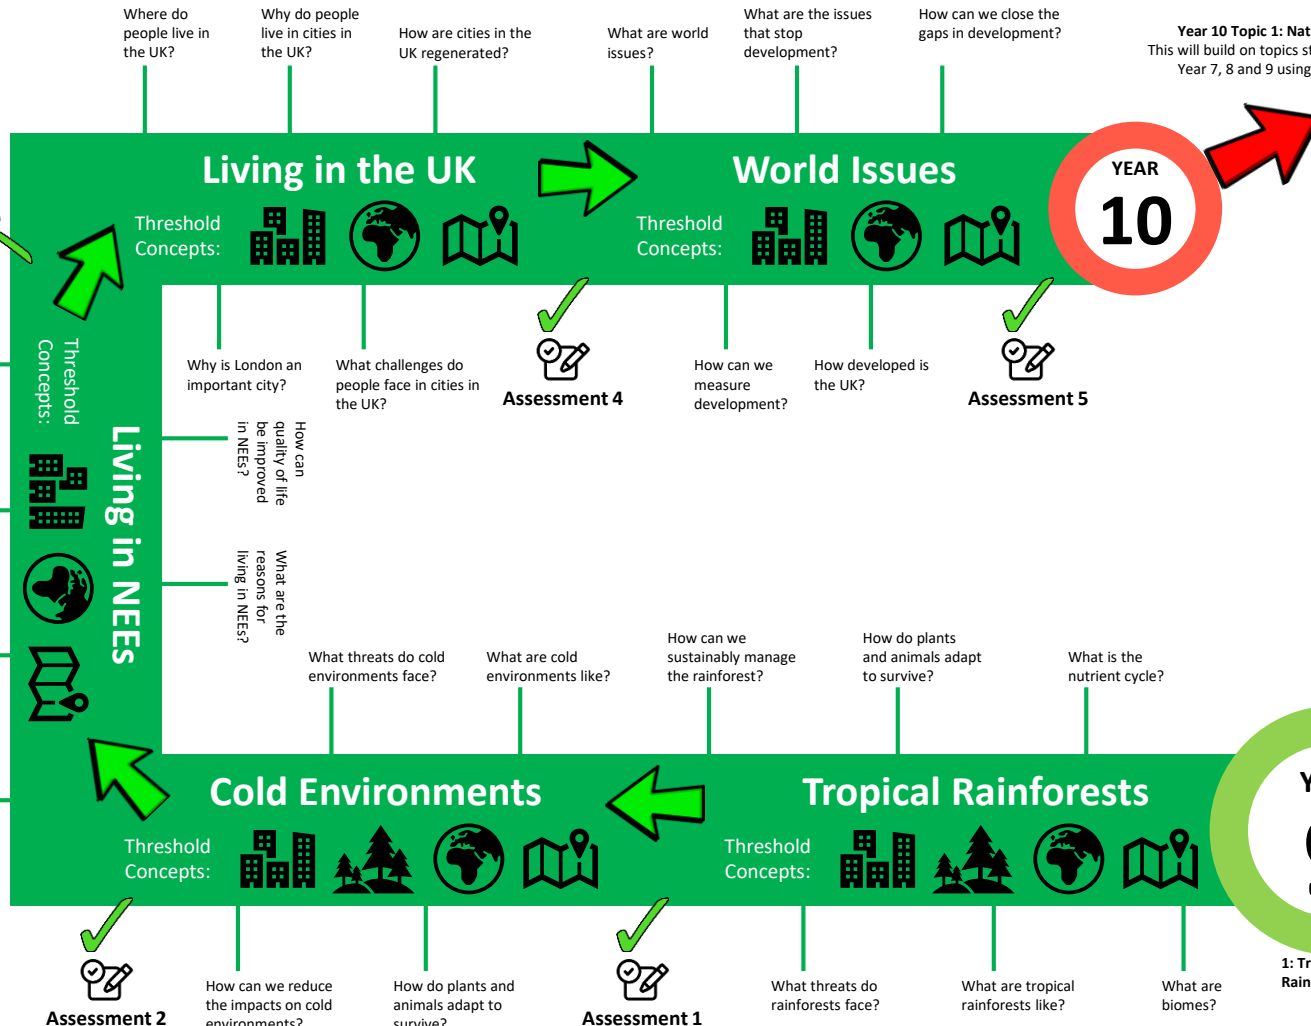 Where do
people live in
the UK?
Why do people
live in cities in
the UK?
How are cities in the
UK regenerated?
What are world
issues?
What are the issues
that stop
development?
How can we close the
gaps in development?
Year 10 Topic 1: Nat
This will build on topics st
Year 7, 8 and 9 using
Living in the UK
World Issues
YEAR
10
Threshold
Concepts:
Threshold
Concepts:
Why is London an
important city?
What challenges do
people face in cities in
the UK?
Assessment 4
How can we
measure
development?
How developed is
the UK?
Assessment 5
Threshold
Concepts:
Living in NEEs
How can
quality of life
be improved
in NEEs?
What are the
reasons for
living in NEEs?
What threats do cold
environments face?
What are cold
environments like?
How can we
sustainably manage
the rainforest?
How do plants
and animals adapt
to survive?
What is the
nutrient cycle?
Cold Environments
Tropical Rainforests
Threshold
Concepts:
Threshold
Concepts:
Assessment 2
How can we reduce
the impacts on cold
environments?
How do plants and
animals adapt to
survive?
Assessment 1
What threats do
rainforests face?
What are tropical
rainforests like?
What are
biomes?
1: Tr
Rain